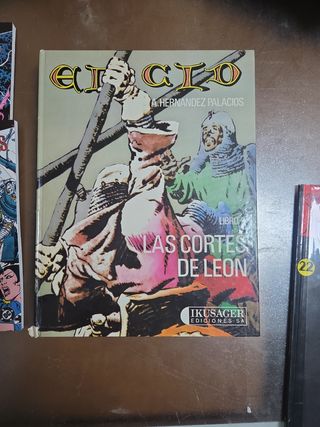 EL CID
A. HERNANDEZ PALACIOS
LIBRO
LAS CORTES
DE LEON
IKUSAGER
EDICIONES SA
22